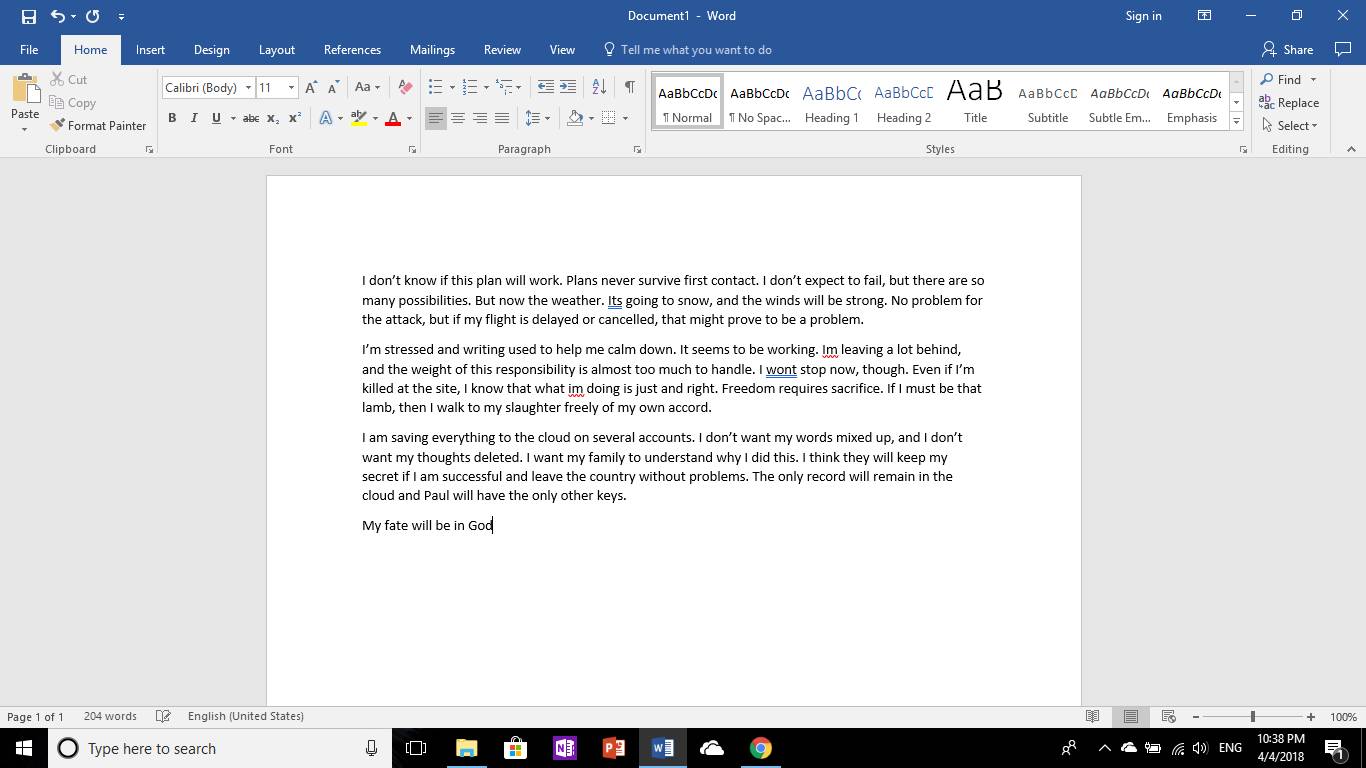 Document1 - Word
Sign in
File Home Insert Design Layout References Mailings Review View Tell me what you want to do Share
Paste Cut Copy Format Painter
Calibri (Body) 11
AaBbCcDc AaBbCcDc AaBbCc AaBbCcD AaB AaBbCcD AaBbCcDc AaBbCcDc
¶ Normal ¶ No Spac... Heading 1 Heading 2 Title Subtitle Subtle Em... Emphasis
Find Replace Select
Clipboard Font Paragraph Styles Editing
I don’t know if this plan will work. Plans never survive first contact. I don’t expect to fail, but there are so
many possibilities. But now the weather. Its going to snow, and the winds will be strong. No problem for
the attack, but if my flight is delayed or cancelled, that might prove to be a problem.
I’m stressed and writing used to help me calm down. It seems to be working. Im leaving a lot behind,
and the weight of this responsibility is almost too much to handle. I wont stop now, though. Even if I’m
killed at the site, I know that what im doing is just and right. Freedom requires sacrifice. If I must be that
lamb, then I walk to my slaughter freely of my own accord.
I am saving everything to the cloud on several accounts. I don’t want my words mixed up, and I don’t
want my thoughts deleted. I want my family to understand why I did this. I think they will keep my
secret if I am successful and leave the country without problems. The only record will remain in the
cloud and Paul will have the only other keys.
My fate will be in God
Page 1 of 1 204 words English (United States) 100%
Type here to search
ENG
10:38 PM
4/4/2018
1